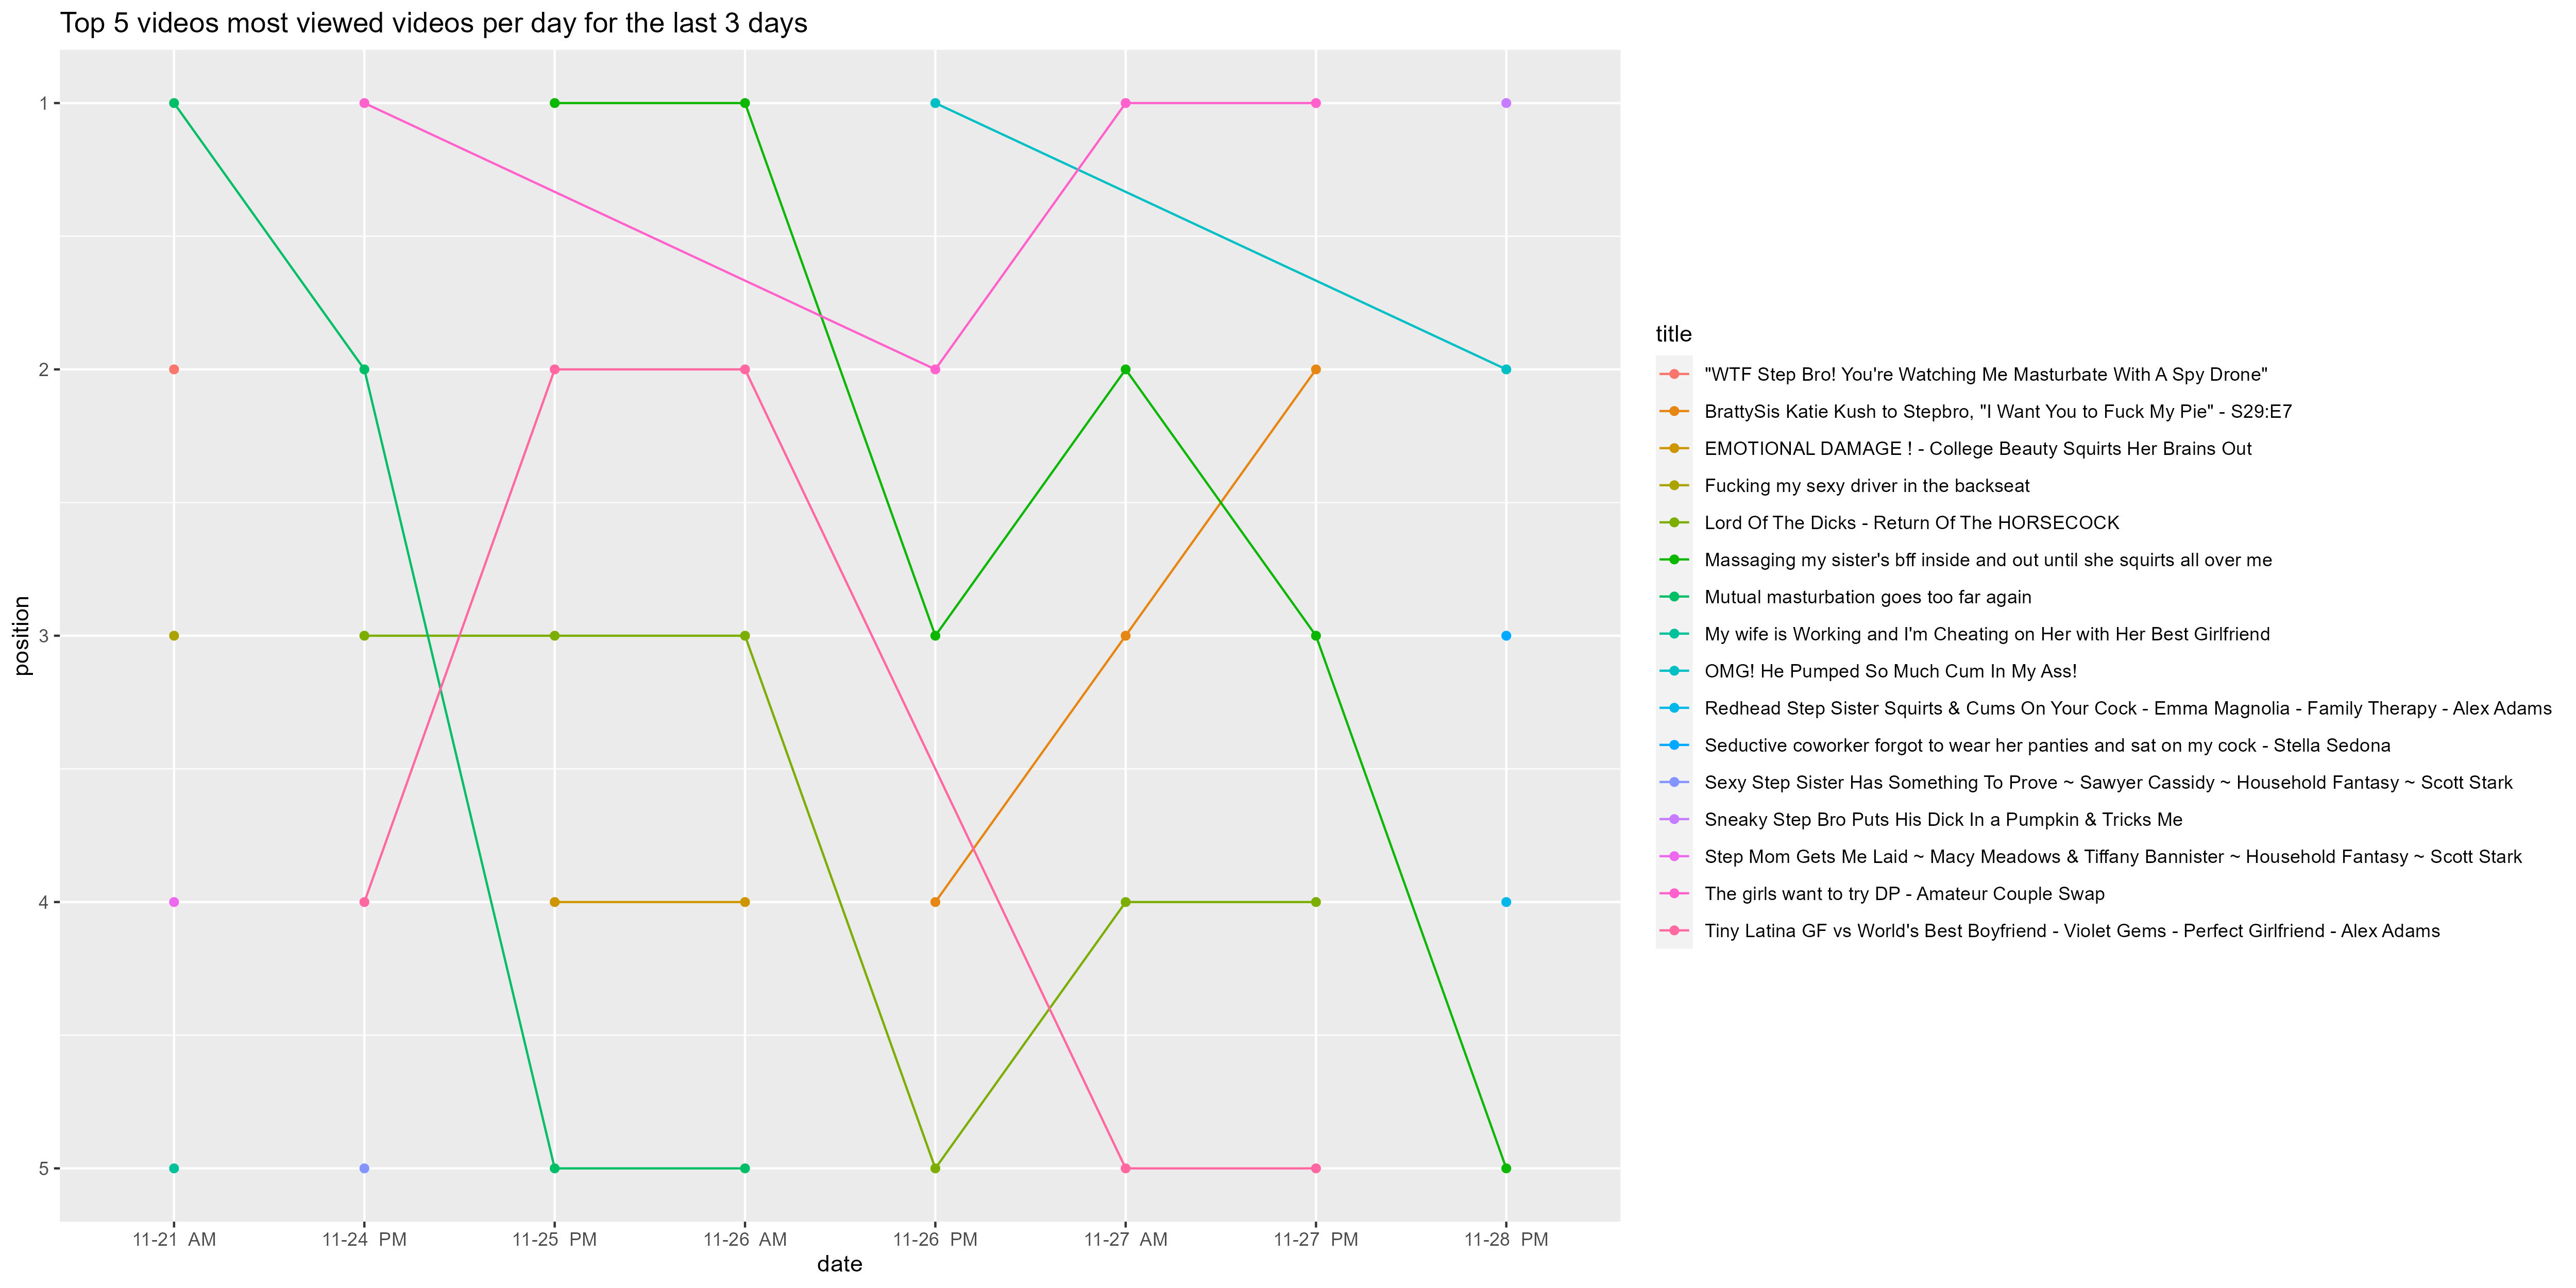 Top 5 videos most viewed videos per day for the last 3 days
position
1
2
3
4
5
11-21  AM
11-24  PM
11-25  PM
11-26  AM
11-26  PM
11-27  AM
11-27  PM
11-28  PM
date
title
"WTF Step Bro! You're Watching Me Masturbate With A Spy Drone"
BrattySis Katie Kush to Stepbro, "I Want You to Fuck My Pie" - S29:E7
EMOTIONAL DAMAGE ! - College Beauty Squirts Her Brains Out
Fucking my sexy driver in the backseat
Lord Of The Dicks - Return Of The HORSECOCK
Massaging my sister's bff inside and out until she squirts all over me
Mutual masturbation goes too far again
My wife is Working and I'm Cheating on Her with Her Best Girlfriend
OMG! He Pumped So Much Cum In My Ass!
Redhead Step Sister Squirts & Cums On Your Cock - Emma Magnolia - Family Therapy - Alex Adams
Seductive coworker forgot to wear her panties and sat on my cock - Stella Sedona
Sexy Step Sister Has Something To Prove ~ Sawyer Cassidy ~ Household Fantasy ~ Scott Stark
Sneaky Step Bro Puts His Dick In a Pumpkin & Tricks Me
Step Mom Gets Me Laid ~ Macy Meadows & Tiffany Bannister ~ Household Fantasy ~ Scott Stark
The girls want to try DP - Amateur Couple Swap
Tiny Latina GF vs World's Best Boyfriend - Violet Gems - Perfect Girlfriend - Alex Adams